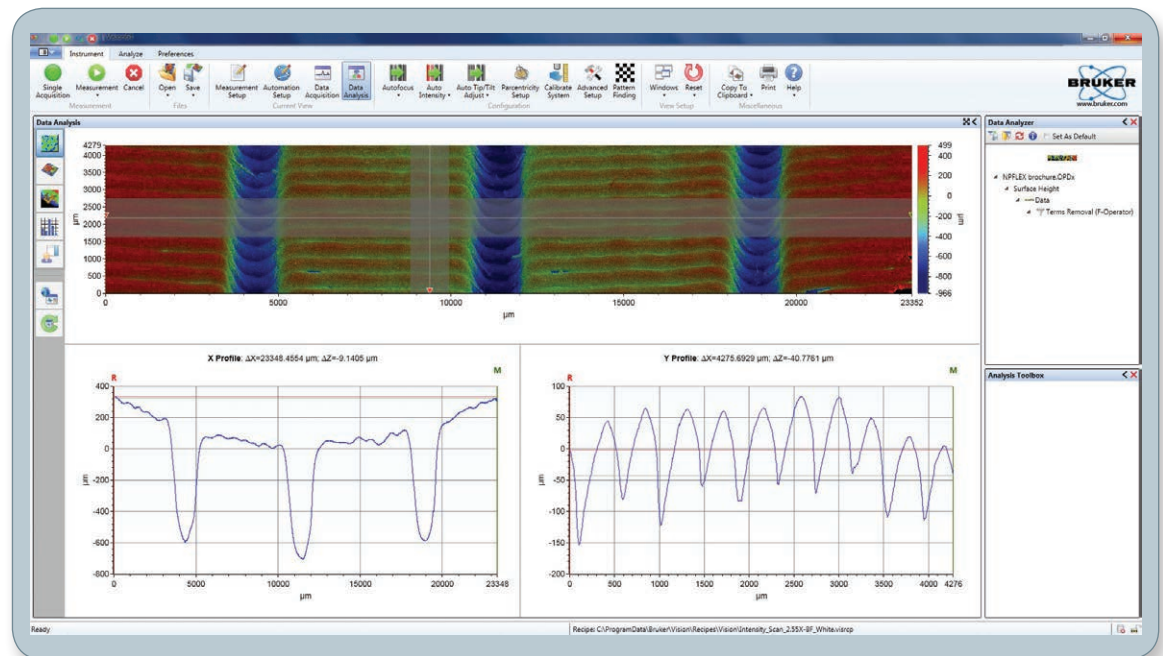 Instrument Analyze Preferences
Single Acquisition Measurement Cancel Open Save Measurement Setup Automation Setup Data Acquisition Data Analysis Autofocus Auto Intensity Auto Tip/Tilt Adjust Parcentricity Setup Calibrate System Advanced Setup Pattern Finding Windows Reset Copy To Clipboard Print Help
Measurement Files Current View Configuration View Setup Miscellaneous
BRUKER
www.bruker.com
Data Analysis
Data Analyzer
Set As Default
NPFLEX brochure.OPDx
Surface Height
Data
Terms Removal (F-Operator)
4279
4000
3500
3000
2500
2000
1500
1000
500
0
µm
0 5000 10000 15000 20000 23352
µm
499
400
200
0
-200
-400
-600
-800
-966
µm
X Profile: ΔX=23348.4554 µm; ΔZ=-9.1405 µm
R M
400
200
0
-200
-400
-600
-800
µm
0 5000 10000 15000 20000 23348
µm
Y Profile: ΔX=4275.6929 µm; ΔZ=-40.7761 µm
R M
100
50
0
-50
-100
-150
-200
µm
0 500 1000 1500 2000 2500 3000 3500 4000 4276
µm
Analysis Toolbox
Ready
Recipe: C:\ProgramData\Bruker\Vision\Recipes\Vision\Intensity_Scan_2.55X-BF_White.visrcp